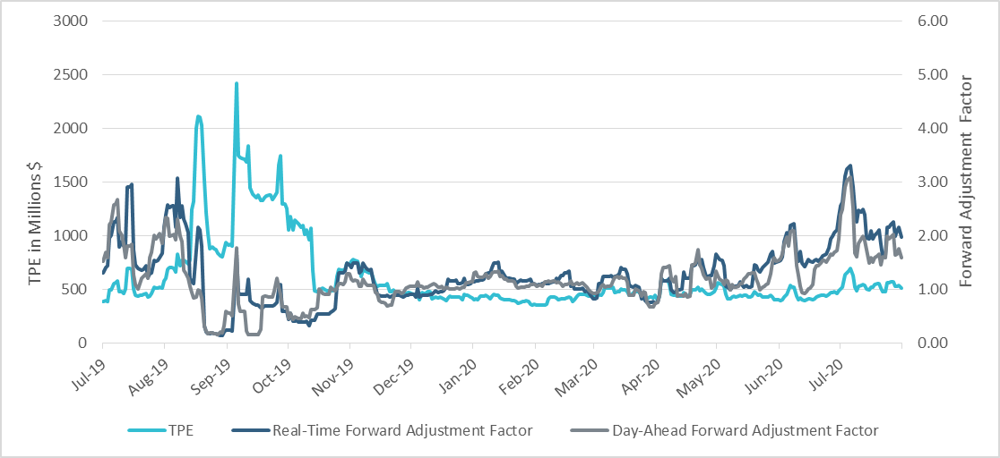 3000
2500
2000
1500
1000
500
0
TPE in Millions $
6.00
5.00
4.00
3.00
2.00
1.00
0.00
Forward Adjustment Factor
Jul-19
Aug-19
Sep-19
Oct-19
Nov-19
Dec-19
Jan-20
Feb-20
Mar-20
Apr-20
May-20
Jun-20
Jul-20
TPE
Real-Time Forward Adjustment Factor
Day-Ahead Forward Adjustment Factor